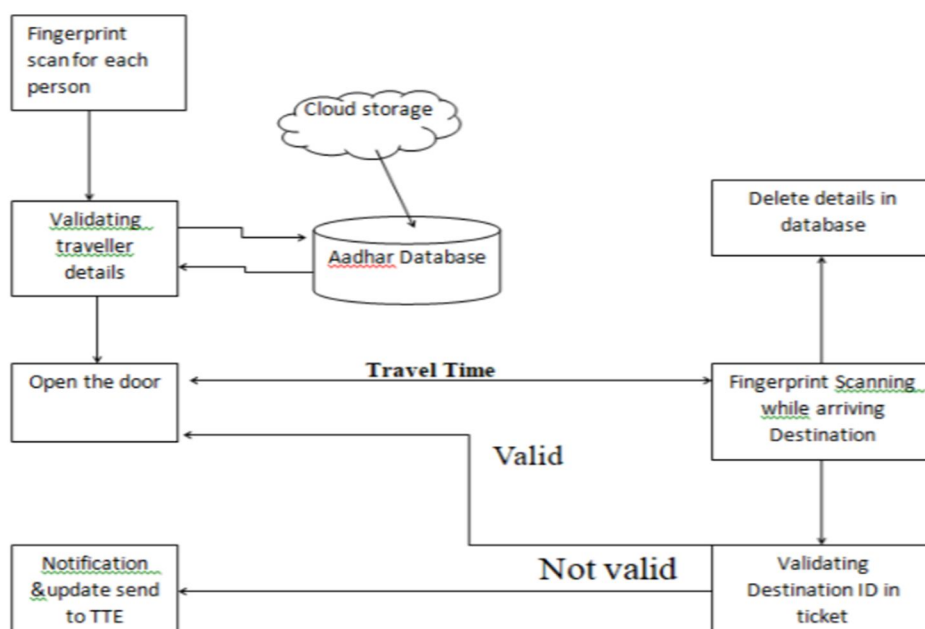 Fingerprint
scan for each
person
Cloud storage
Validating
traveller
details
Aadhar Database
Delete details in
database
Open the door
Travel Time
Fingerprint Scanning
while arriving
Destination
Valid
Notification
&update send
to TTE
Not valid
Validating
Destination ID in
ticket